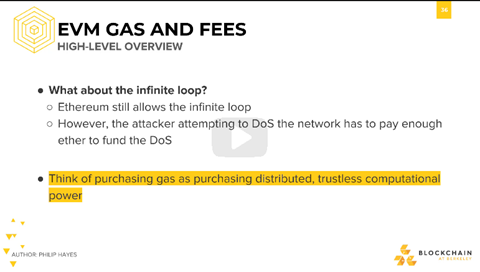 38
EVM GAS AND FEES
HIGH-LEVEL OVERVIEW
● What about the infinite loop?
○ Ethereum still allows the infinite loop
○ However, the attacker attempting to DoS the network has to pay enough
ether to fund the DoS
● Think of purchasing gas as purchasing distributed, trustless computational
power
AUTHOR: PHILIP HAYES
BLOCKCHAIN
AT BERKELEY